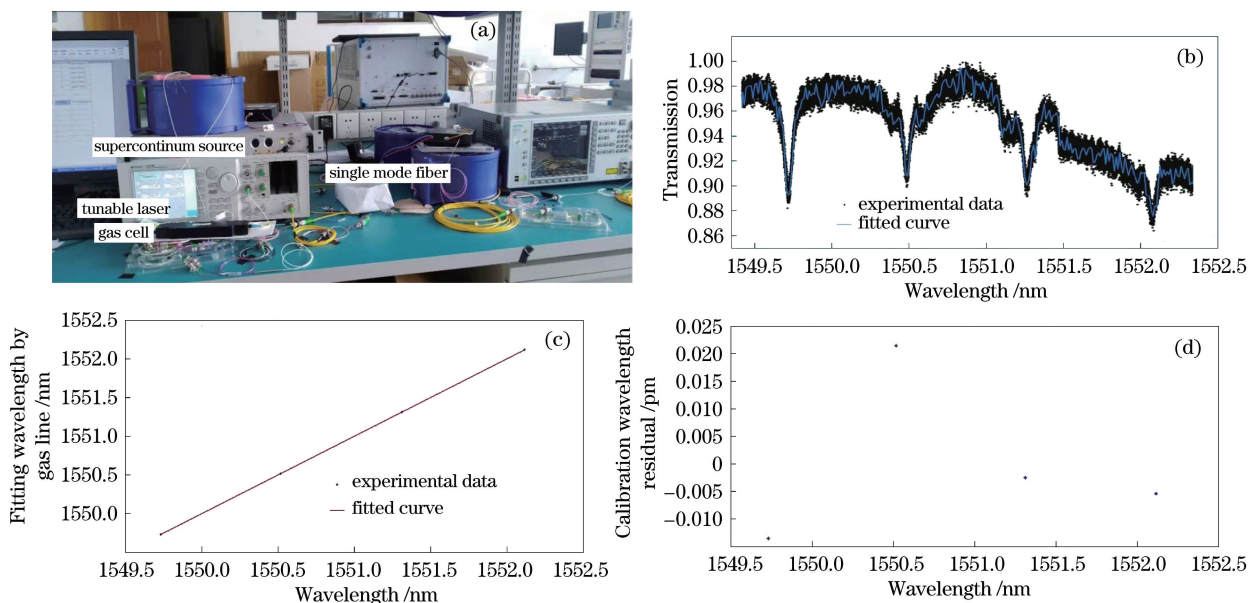 (a)
supercontinum source
single mode fiber
tunable laser
gas cell
(b)
Transmission
1.00
0.98
0.96
0.94
0.92
0.90
0.88
0.86
experimental data
fitted curve
1549.5 1550.0 1550.5 1551.0 1551.5 1552.0 1552.5
Wavelength /nm
(c)
Fitting wavelength by
gas line /nm
1552.5
1552.0
1551.5
1551.0
1550.5
1550.0
experimental data
fitted curve
1549.5 1550.0 1550.5 1551.0 1551.5 1552.0 1552.5
Wavelength /nm
(d)
Calibration wavelength
residual /pm
0.025
0.020
0.015
0.010
0.005
0
−0.005
−0.010
1549.5 1550.0 1550.5 1551.0 1551.5 1552.0 1552.5
Wavelength /nm